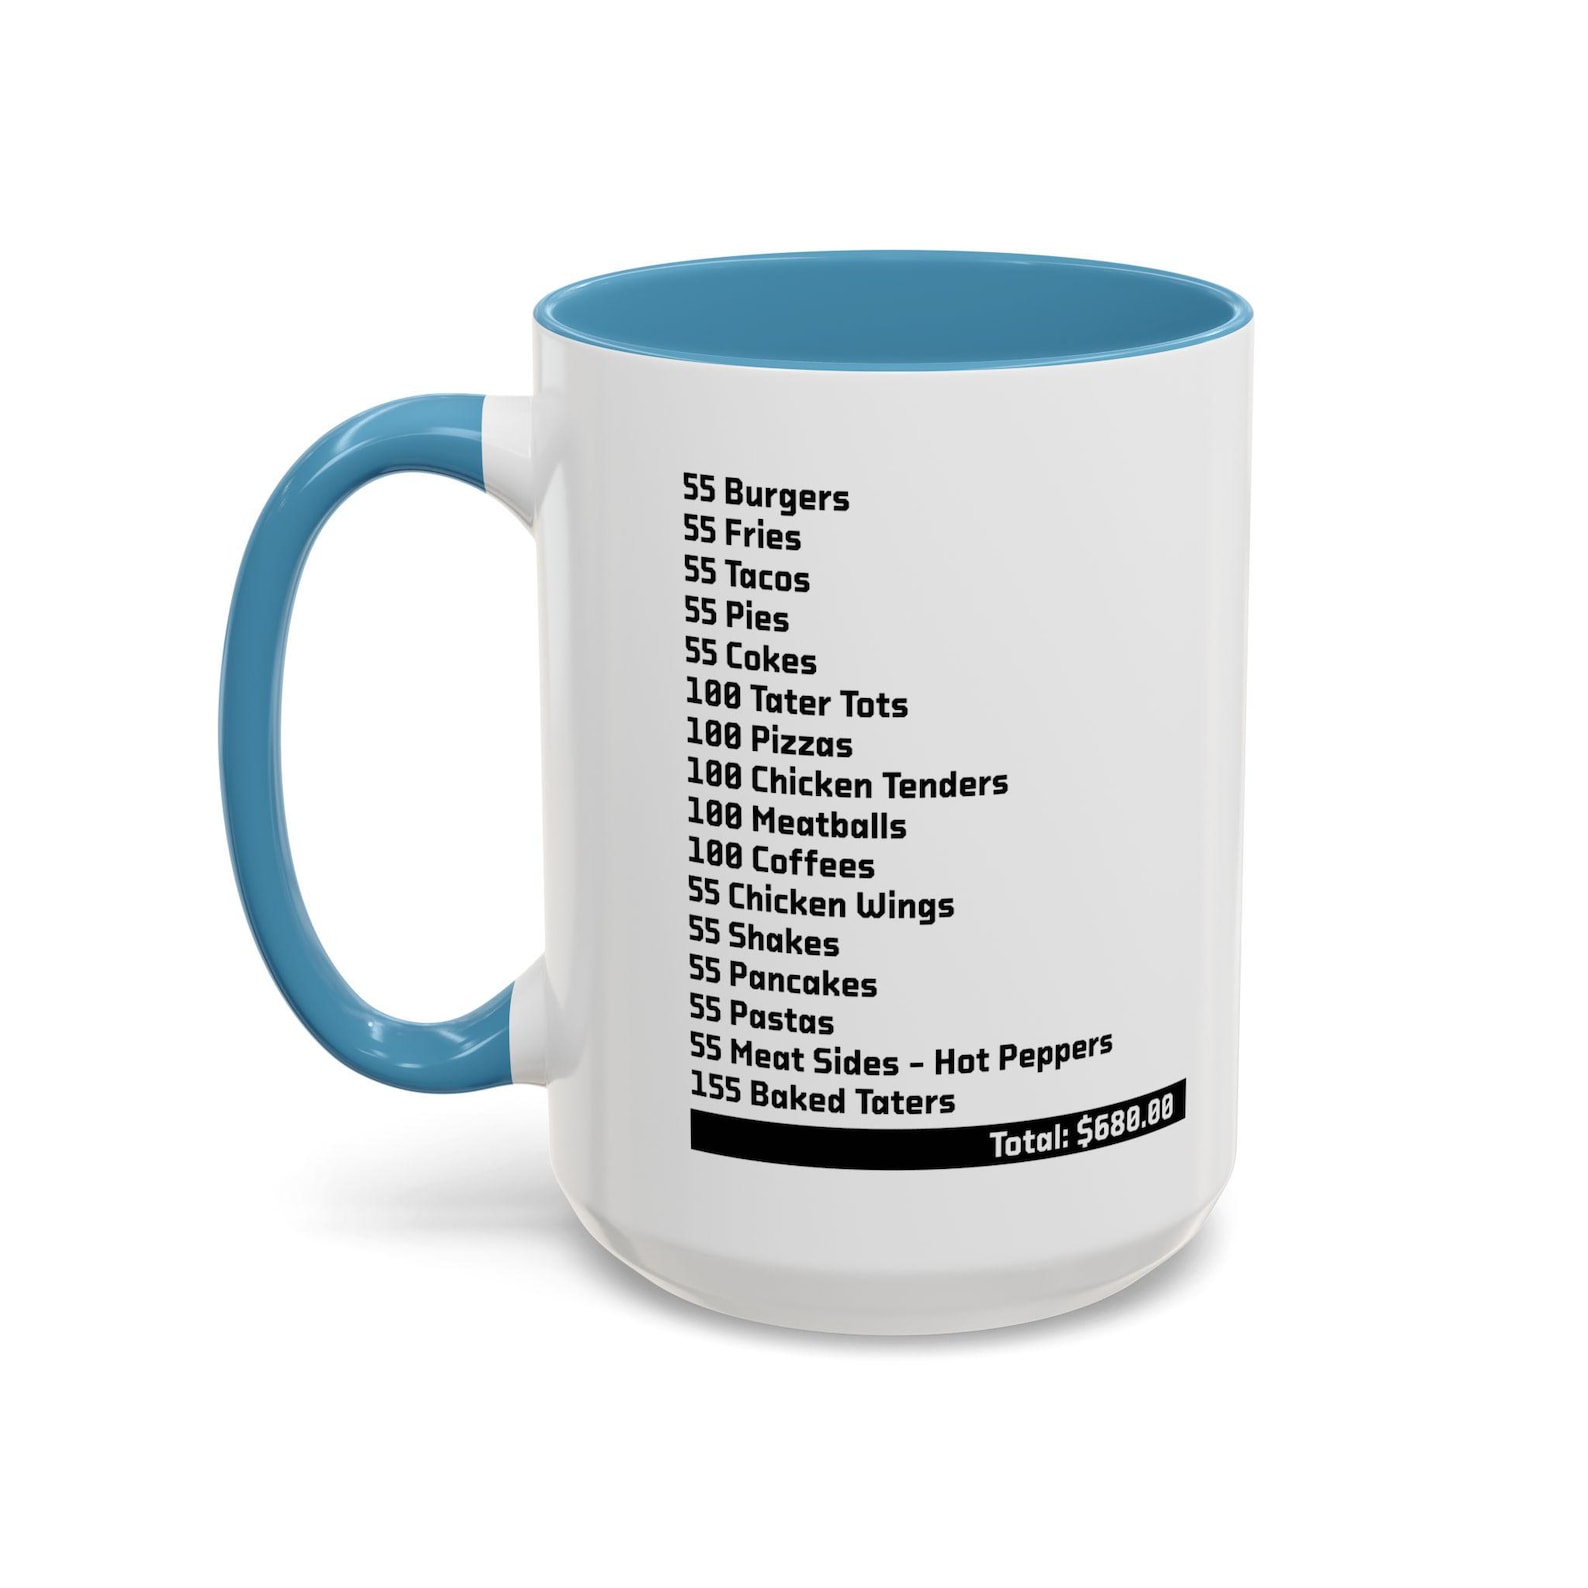 55 Burgers
55 Fries
55 Tacos
55 Pies
55 Cokes
100 Tater Tots
100 Pizzas
100 Chicken Tenders
100 Meatballs
100 Coffees
55 Chicken Wings
55 Shakes
55 Pancakes
55 Pastas
55 Meat Sides - Hot Peppers
155 Baked Taters
Total: $680.00